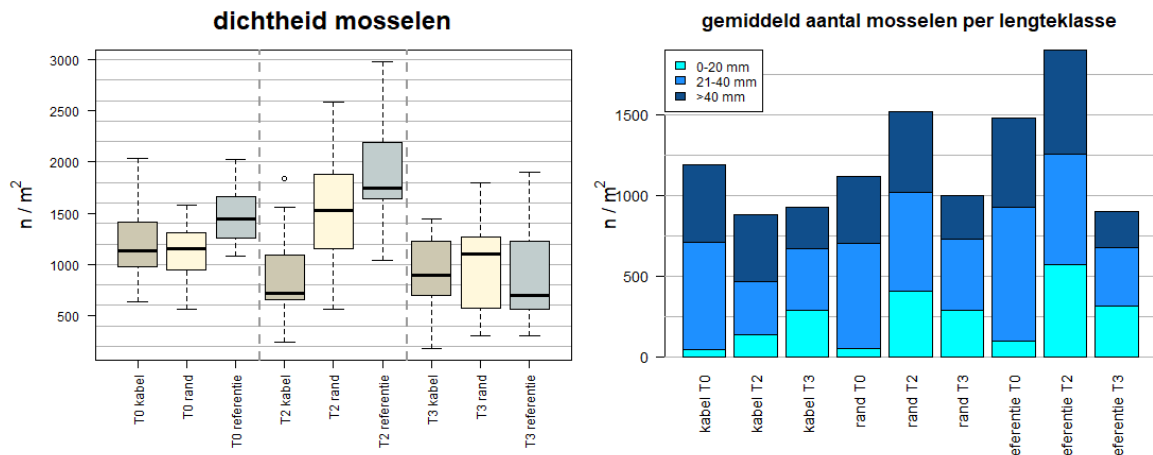 dichtheid mosselen
n / m2
3000
2500
2000
1500
1000
500
T0 kabel
T0 rand
T0 referentie
T2 kabel
T2 rand
T2 referentie
T3 kabel
T3 rand
T3 referentie
gemiddeld aantal mosselen per lengteklasse
0-20 mm
21-40 mm
>40 mm
n / m2
1500
1000
500
0
kabel T0
kabel T2
kabel T3
rand T0
rand T2
rand T3
eferentie T0
eferentie T2
eferentie T3